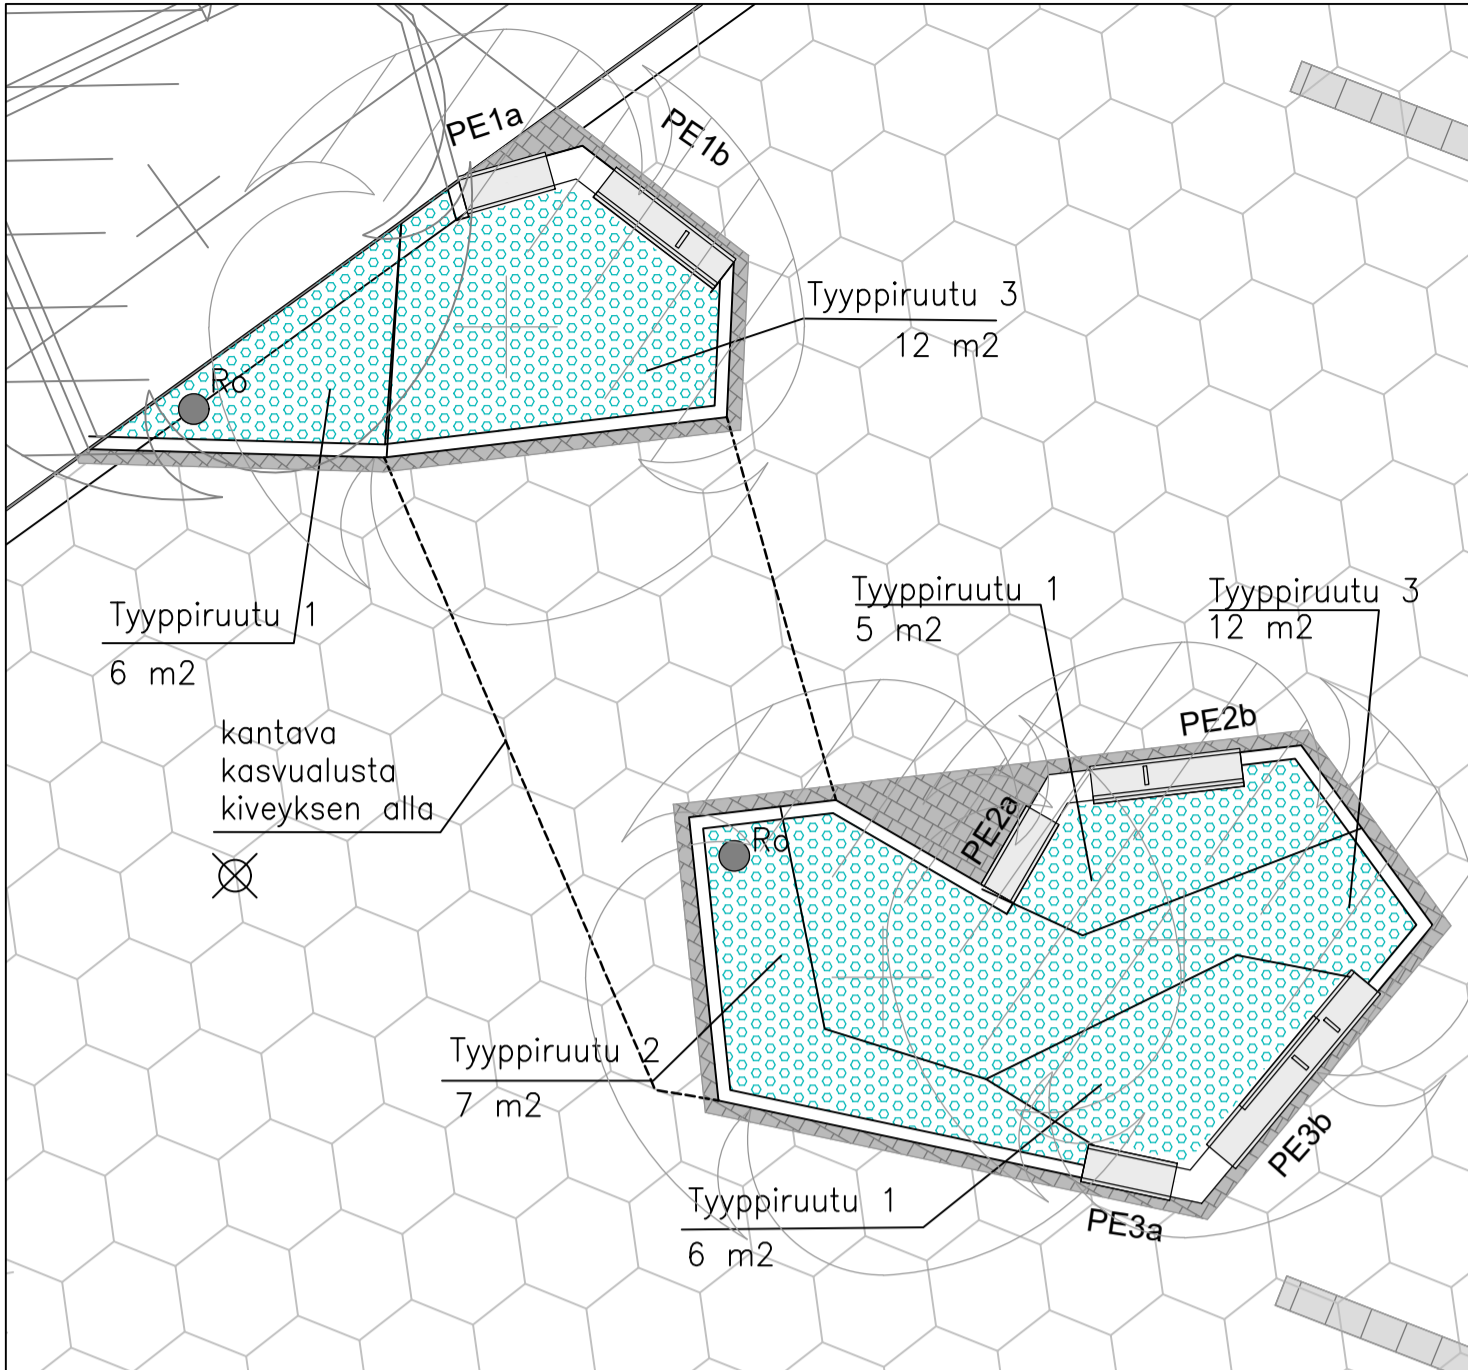 PE1a
PE1b
Tyyppiruutu 3
12 m2
Ro
Tyyppiruutu 1
6 m2
Tyyppiruutu 1
5 m2
Tyyppiruutu 3
12 m2
kantava
kasvualusta
kiveyksen alla
PE2b
PE2a
Ro
Tyyppiruutu 2
7 m2
PE3b
Tyyppiruutu 1
6 m2
PE3a